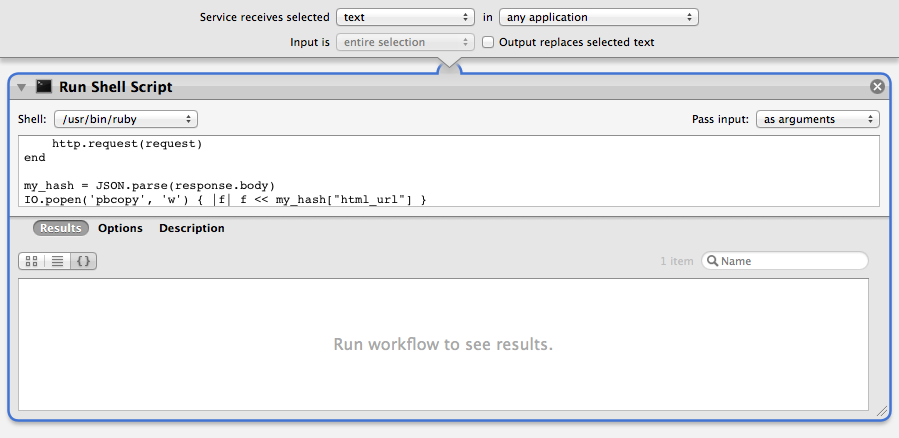 Service receives selected text in any application
Input is entire selection Output replaces selected text
Run Shell Script
Shell: /usr/bin/ruby Pass input: as arguments
http.request(request)
end
my_hash = JSON.parse(response.body)
IO.popen('pbcopy', 'w') { |f| f << my_hash["html_url"] }
Results Options Description
{} 1 item Name
Run workflow to see results.